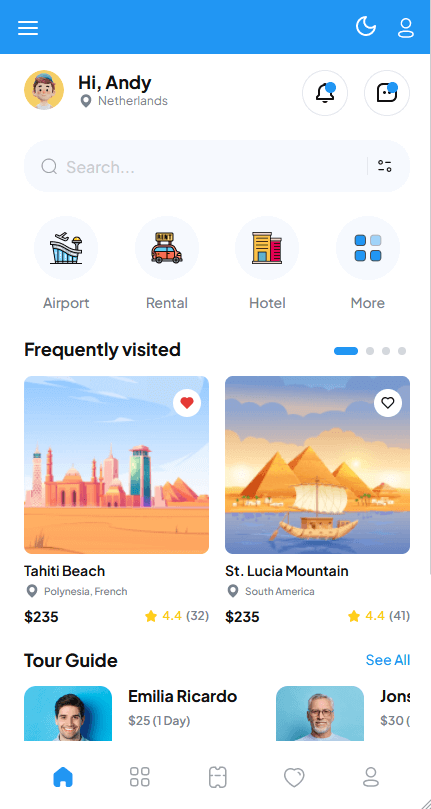 Hi, Andy
Netherlands
Search...
RENT
Airport
Rental
Hotel
More
Frequently visited
Tahiti Beach
St. Lucia Mountain
Polynesia, French
South America
$235
4.4 (32)
$235
4.4 (41)
Tour Guide
See All
Emilia Ricardo
Jons
$25 (1 Day)
$30 (